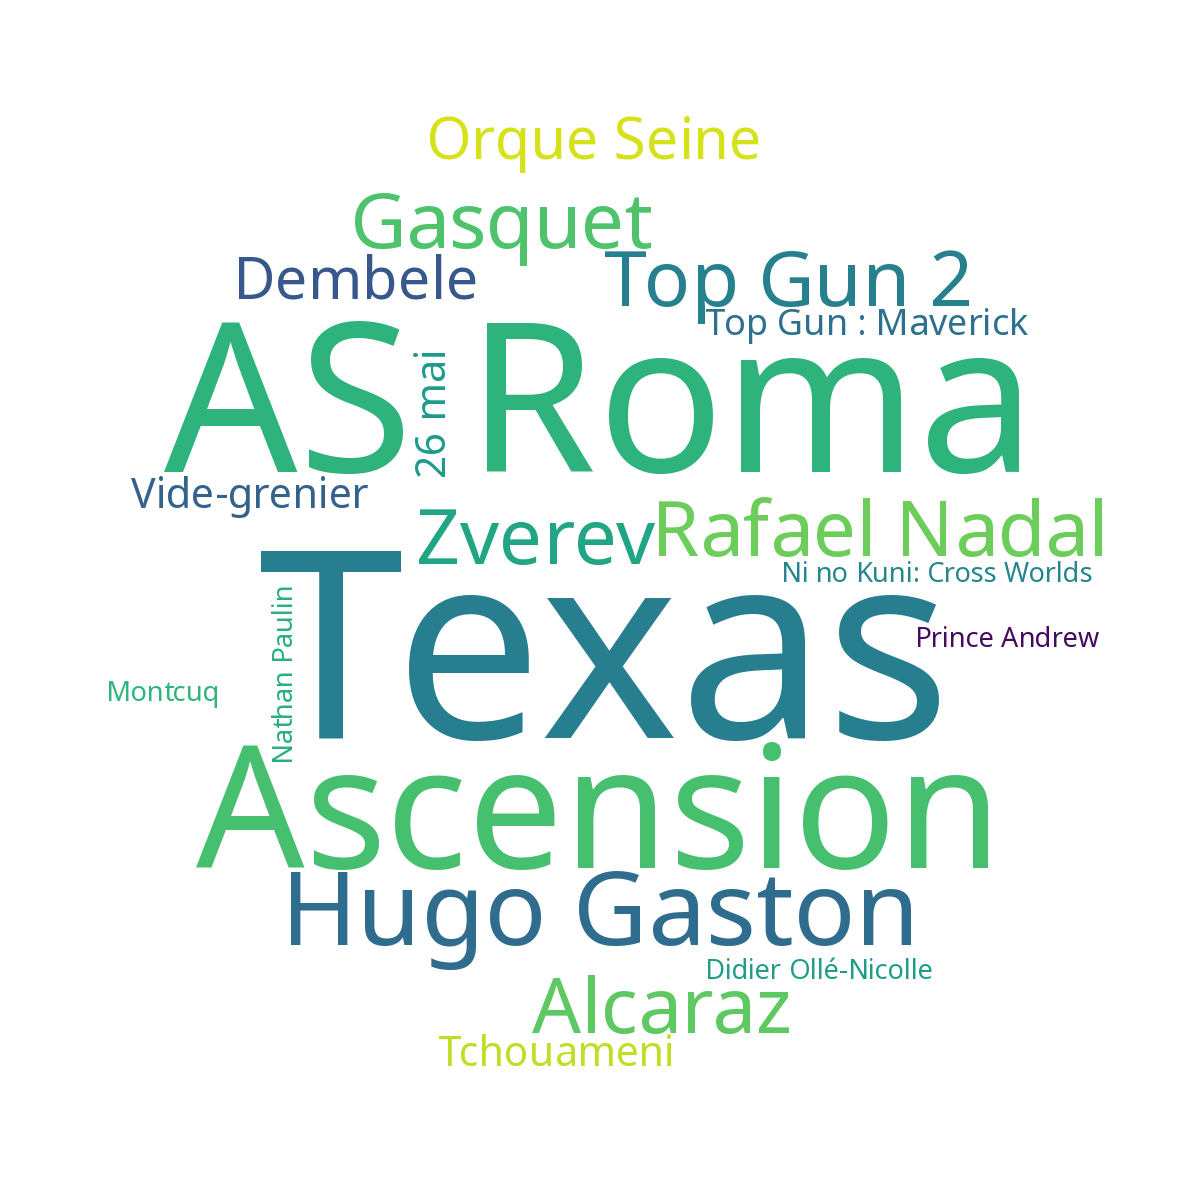 Orque Seine
Gasquet
Dembele
Top Gun 2
Top Gun : Maverick
AS Roma
26 mai
Vide-grenier
Zverev
Rafael Nadal
Ni no Kuni: Cross Worlds
Texas
Nathan Paulin
Prince Andrew
Montcuq
Ascension
Hugo Gaston
Didier Ollé-Nicolle
Alcaraz
Tchouameni